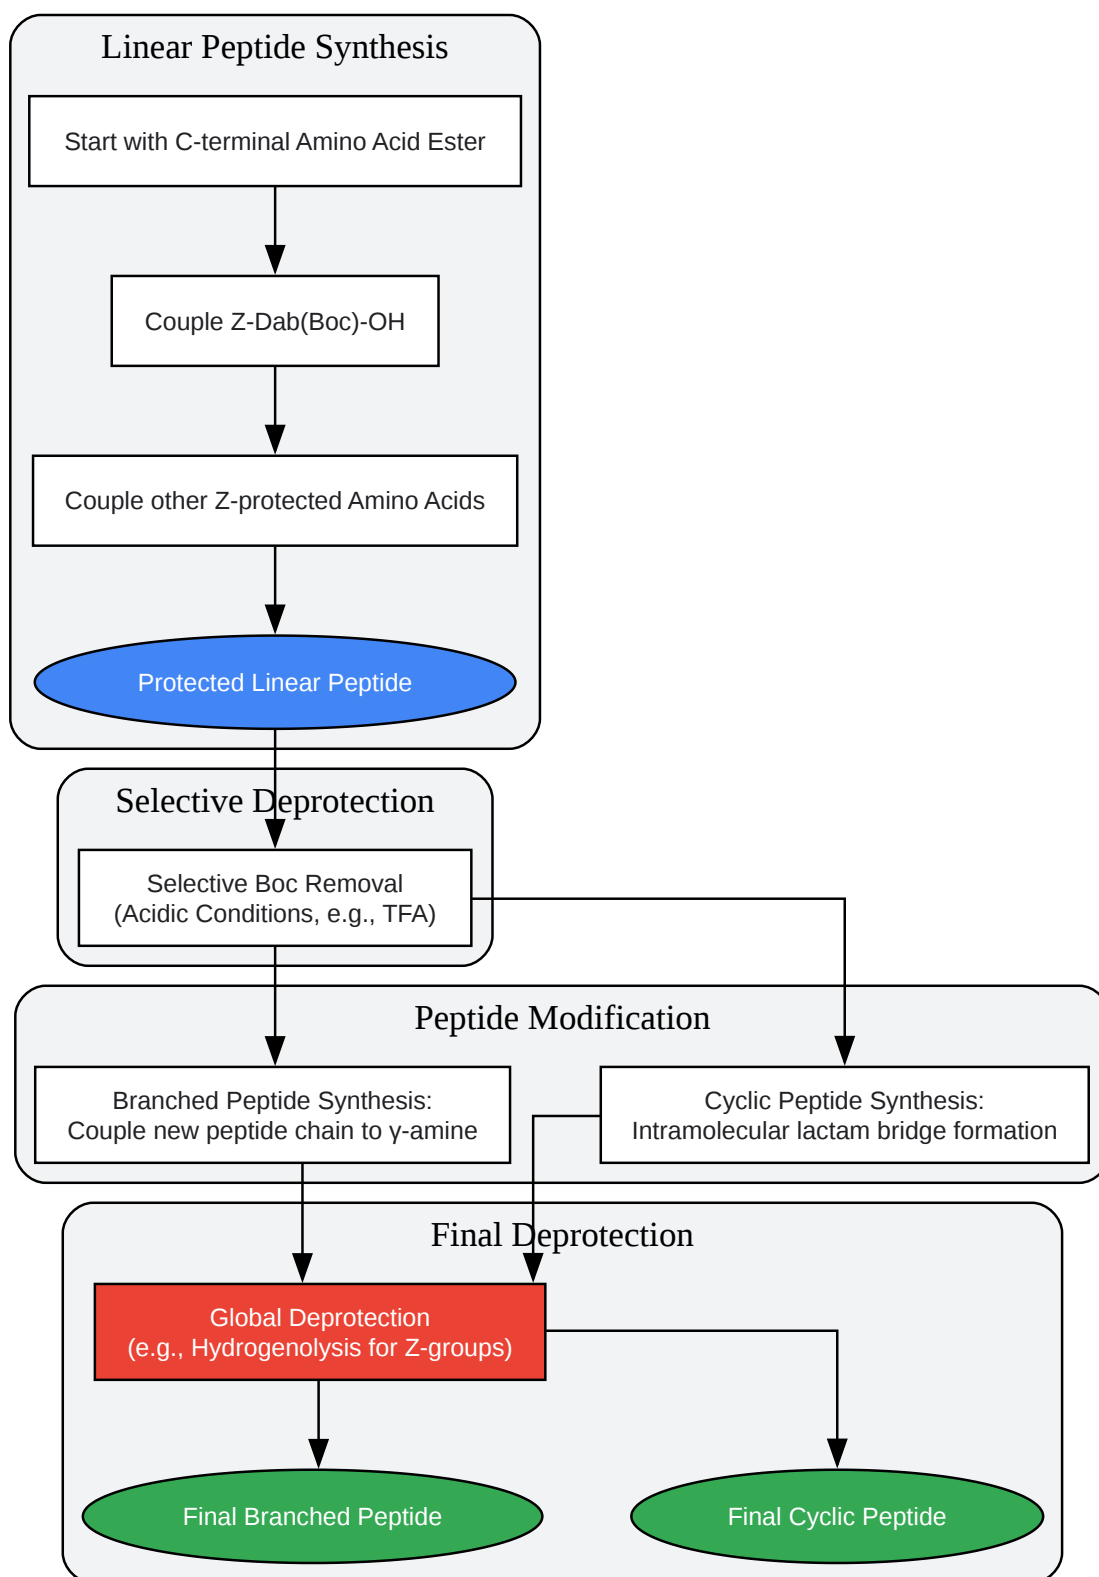 Linear Peptide Synthesis
Start with C-terminal Amino Acid Ester
Couple Z-Dab(Boc)-OH
Couple other Z-protected Amino Acids
Protected Linear Peptide
Selective Deprotection
Selective Boc Removal
(Acidic Conditions, e.g., TFA)
Peptide Modification
Branched Peptide Synthesis:
Couple new peptide chain to γ-amine
Cyclic Peptide Synthesis:
Intramolecular lactam bridge formation
Final Deprotection
Global Deprotection
(e.g., Hydrogenolysis for Z-groups)
Final Branched Peptide
Final Cyclic Peptide